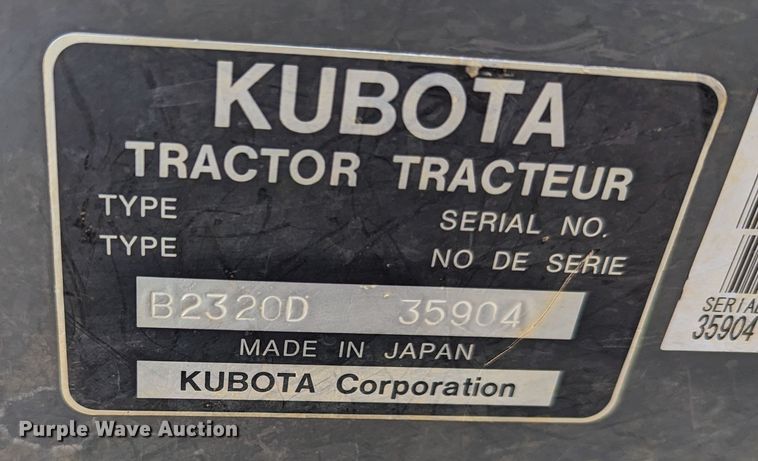 KUBOTA
TRACTOR TRACTEUR
TYPE SERIAL NO.
TYPE NO DE SERIE
B2320D 35904
MADE IN JAPAN
KUBOTA Corporation
35904
Purple Wave Auction